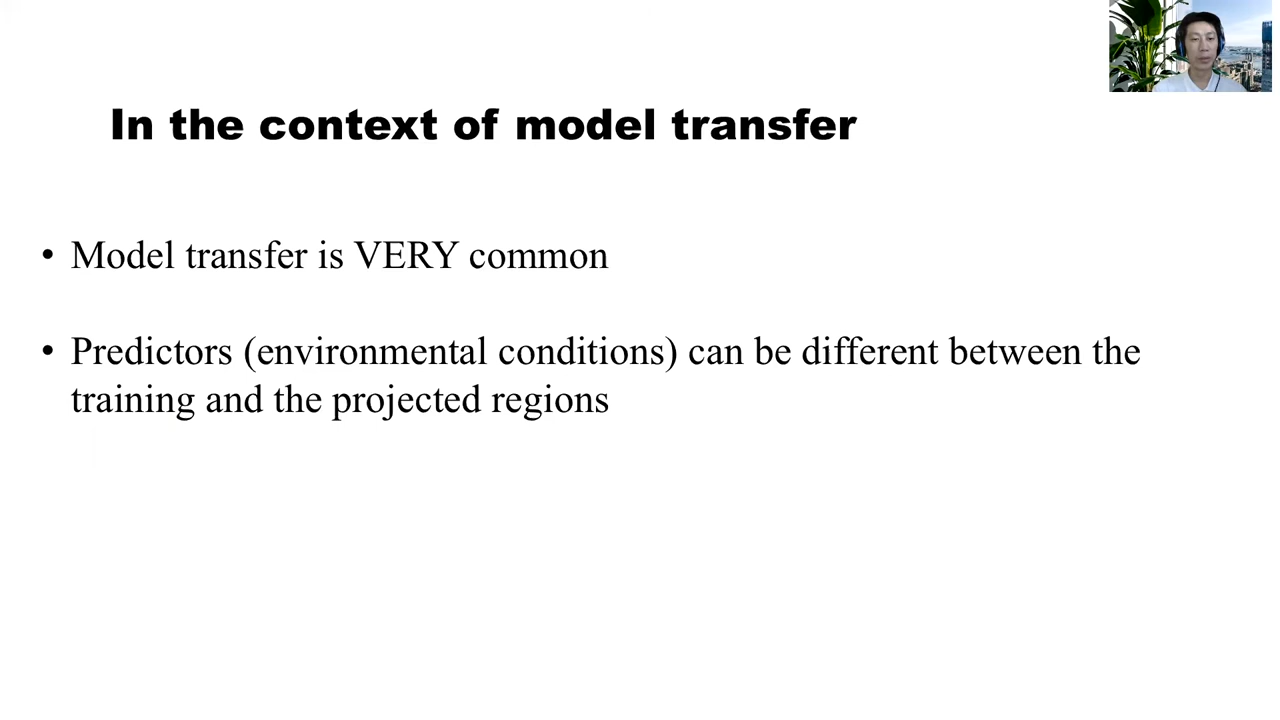 In the context of model transfer
• Model transfer is VERY common
• Predictors (environmental conditions) can be different between the
training and the projected regions